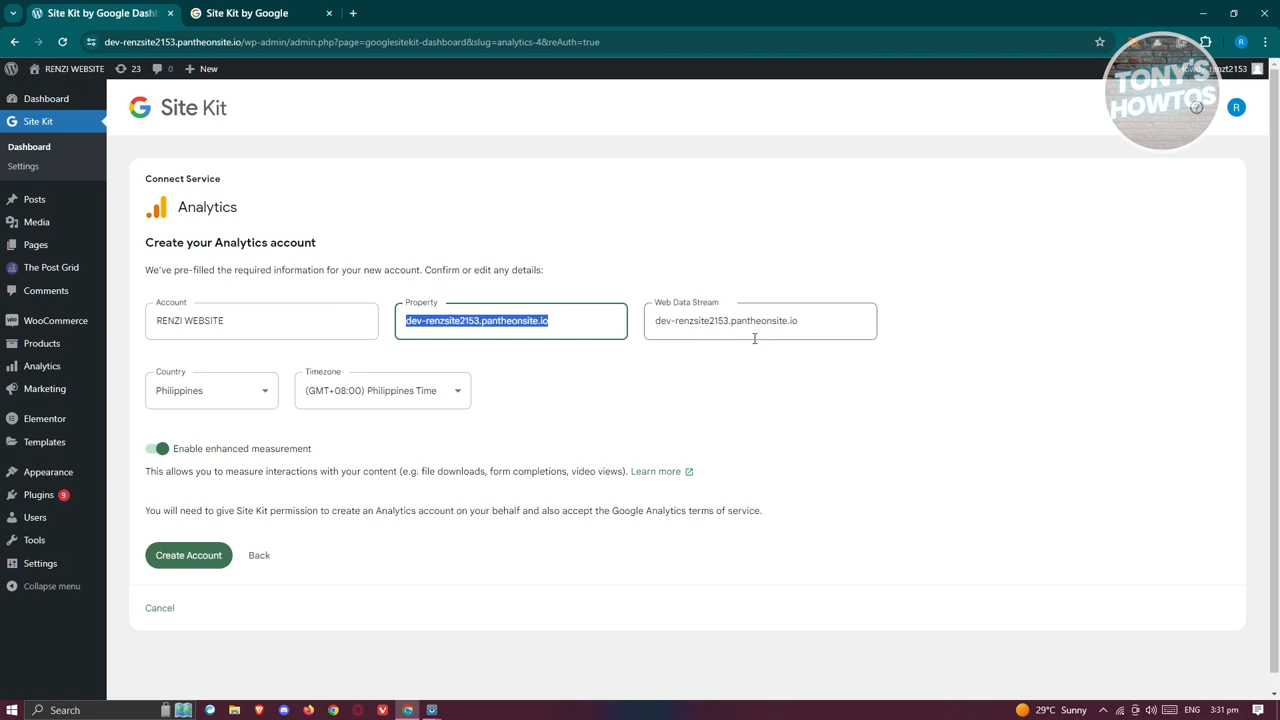 Site Kit by Google Dashb
Site Kit by Google
dev-renzsite2153.pantheonsite.io/wp-admin/admin.php?page=googlesitekit-dashboard&slug=analytics-4&reAuth=true
R
RENZI WEBSITE
23
0
New
renzt2153
TONY'S
HOWTOS
Dashboard
Site Kit
Dashboard
Settings
Posts
Media
Pages
The Post Grid
Comments
WooCommerce
Products
Analytics
Marketing
Elementor
Templates
Appearance
Plugins 9
Users
Tools
Settings
Collapse menu
Site Kit
R
Connect Service
Analytics
Create your Analytics account
We've pre-filled the required information for your new account. Confirm or edit any details:
Account
RENZI WEBSITE
Property
dev-renzsite2153.pantheonsite.io
Web Data Stream
dev-renzsite2153.pantheonsite.io
Country
Philippines
Timezone
(GMT+08:00) Philippines Time
Enable enhanced measurement
This allows you to measure interactions with your content (e.g. file downloads, form completions, video views). Learn more
You will need to give Site Kit permission to create an Analytics account on your behalf and also accept the Google Analytics terms of service.
Create Account
Back
Cancel
Search
29°C Sunny
ENG
3:31 pm